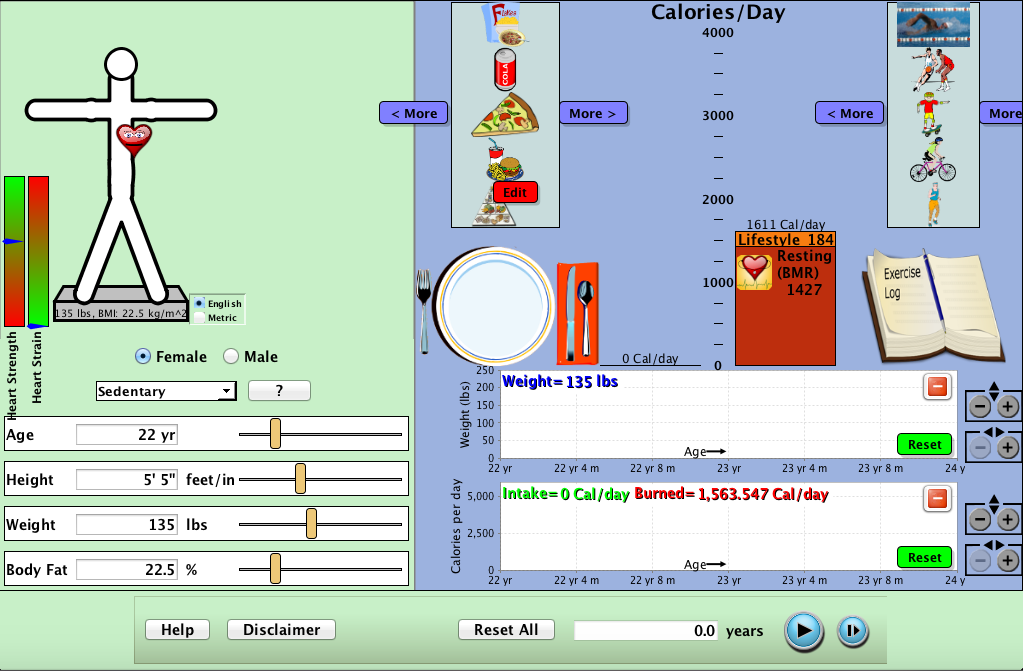 Calories/Day
4000
3000
2000
1000
0
Flakes
COLA
< More
More >
Edit
< More
More
1611 Cal/day
Lifestyle 184
Resting
(BMR)
1427
0 Cal/day
Exercise
Log
135 lbs, BMI: 22.5 kg/m^2
English
Metric
Heart Strength
Heart Strain
Female
Male
Sedentary
?
Age 22 yr
Height 5' 5" feet/in
Weight 135 lbs
Body Fat 22.5 %
Weight (lbs)
250
200
150
100
50
0
Weight= 135 lbs
Age
Reset
22 yr 22 yr 4 m 22 yr 8 m 23 yr 23 yr 4 m 23 yr 8 m 24 y
Calories per day
5,000
2,500
0
Intake= 0 Cal/day Burned= 1,563.547 Cal/day
Age
Reset
22 yr 22 yr 4 m 22 yr 8 m 23 yr 23 yr 4 m 23 yr 8 m 24 y
Help Disclaimer Reset All 0.0 years